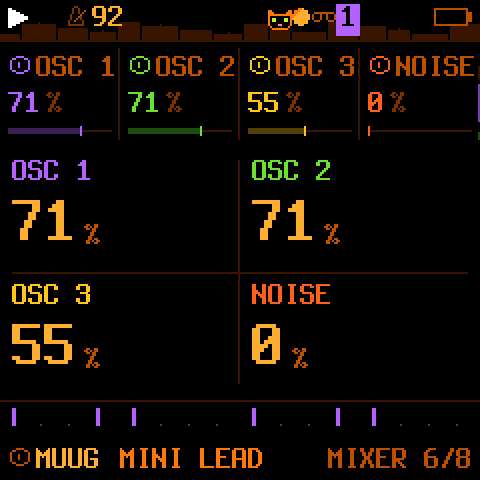 92 1
OSC 1 OSC 2 OSC 3 NOISE
71 % 71 % 55 % 0 %
OSC 1 OSC 2
71 % 71 %
OSC 3 NOISE
55 % 0 %
MUUG MINI LEAD MIXER 6/8